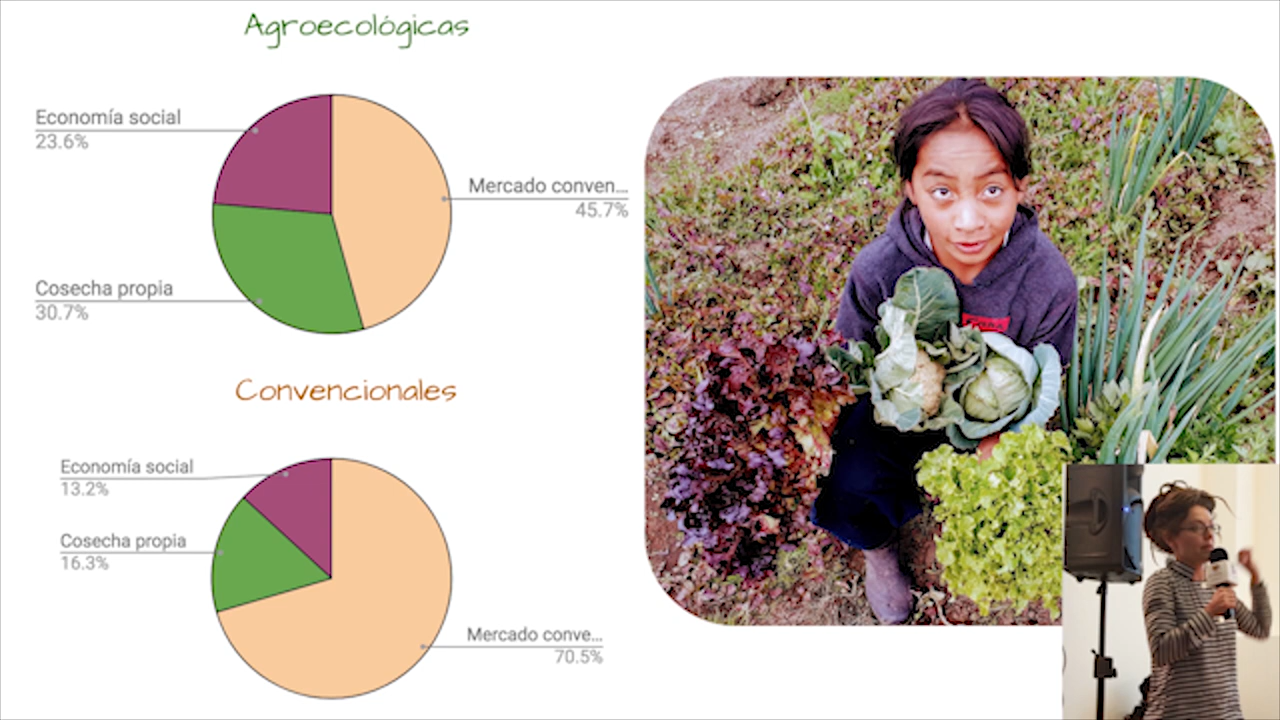 Agroecológicas
Economía social
23.6%
Mercado conven...
45.7%
Cosecha propia
30.7%
Convencionales
Economía social
13.2%
Cosecha propia
16.3%
Mercado conve...
70.5%